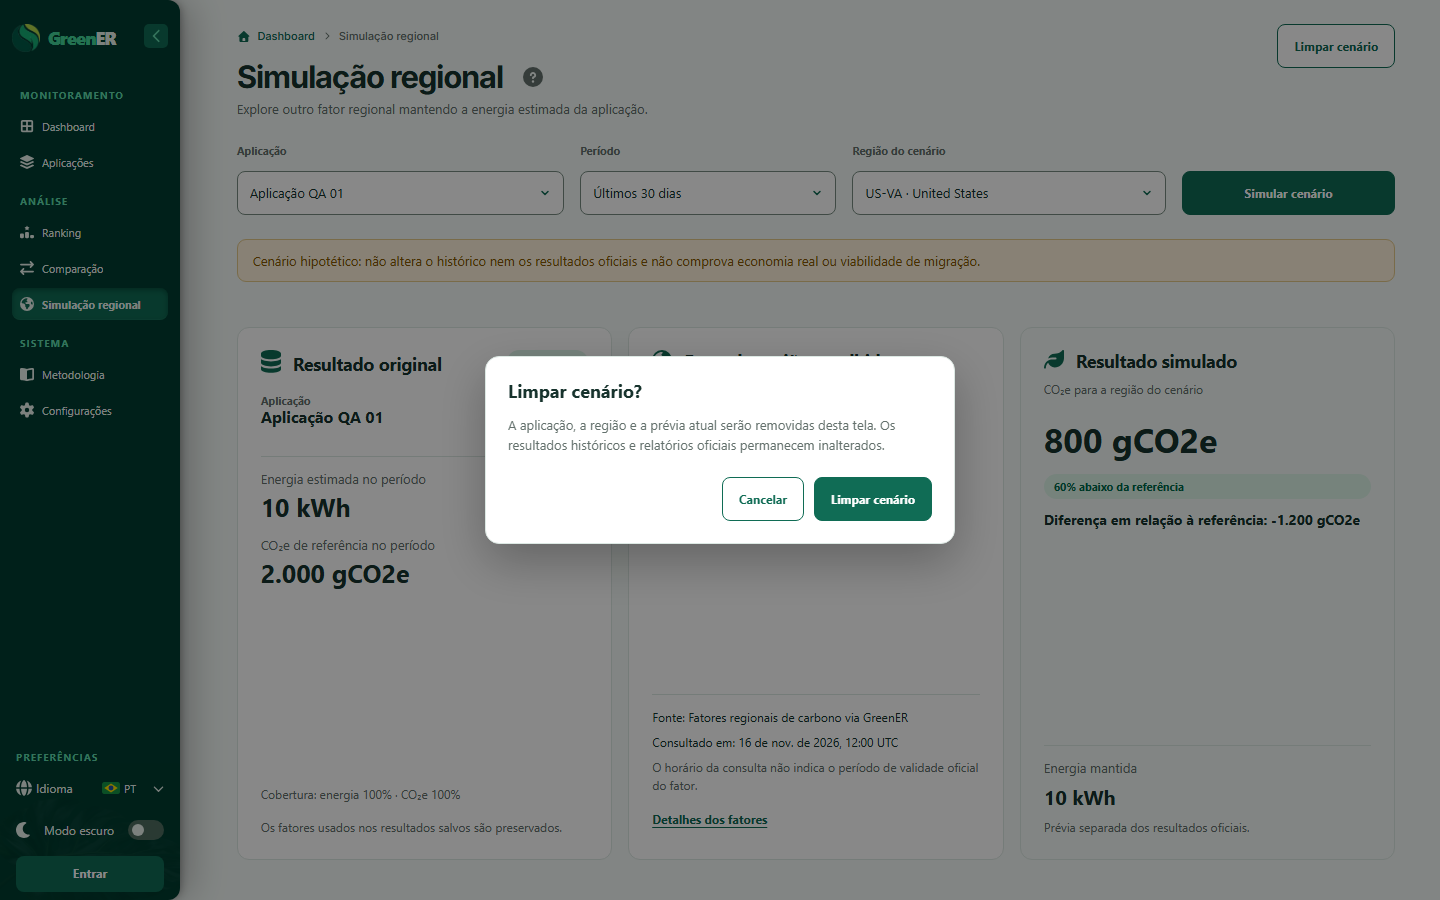 GreenER
MONITORAMENTO
Dashboard
Aplicações
ANÁLISE
Ranking
Comparação
Simulação regional
SISTEMA
Metodologia
Configurações
PREFERÊNCIAS
Idioma
PT
Modo escuro
Entrar
Dashboard
Simulação regional
Limpar cenário
Simulação regional
?
Explore outro fator regional mantendo a energia estimada da aplicação.
Aplicação
Aplicação QA 01
Período
Últimos 30 dias
Região do cenário
US-VA · United States
Simular cenário
Cenário hipotético: não altera o histórico nem os resultados oficiais e não comprova economia real ou viabilidade de migração.
Resultado original
Aplicação
Aplicação QA 01
Energia estimada no período
10 kWh
CO₂e de referência no período
2.000 gCO2e
Cobertura: energia 100% · CO₂e 100%
Os fatores usados nos resultados salvos são preservados.
Limpar cenário?
A aplicação, a região e a prévia atual serão removidas desta tela. Os
resultados históricos e relatórios oficiais permanecem inalterados.
Cancelar
Limpar cenário
Fonte: Fatores regionais de carbono via GreenER
Consultado em: 16 de nov. de 2026, 12:00 UTC
O horário da consulta não indica o período de validade oficial
do fator.
Detalhes dos fatores
Resultado simulado
CO₂e para a região do cenário
800 gCO2e
60% abaixo da referência
Diferença em relação à referência: -1.200 gCO2e
Energia mantida
10 kWh
Prévia separada dos resultados oficiais.